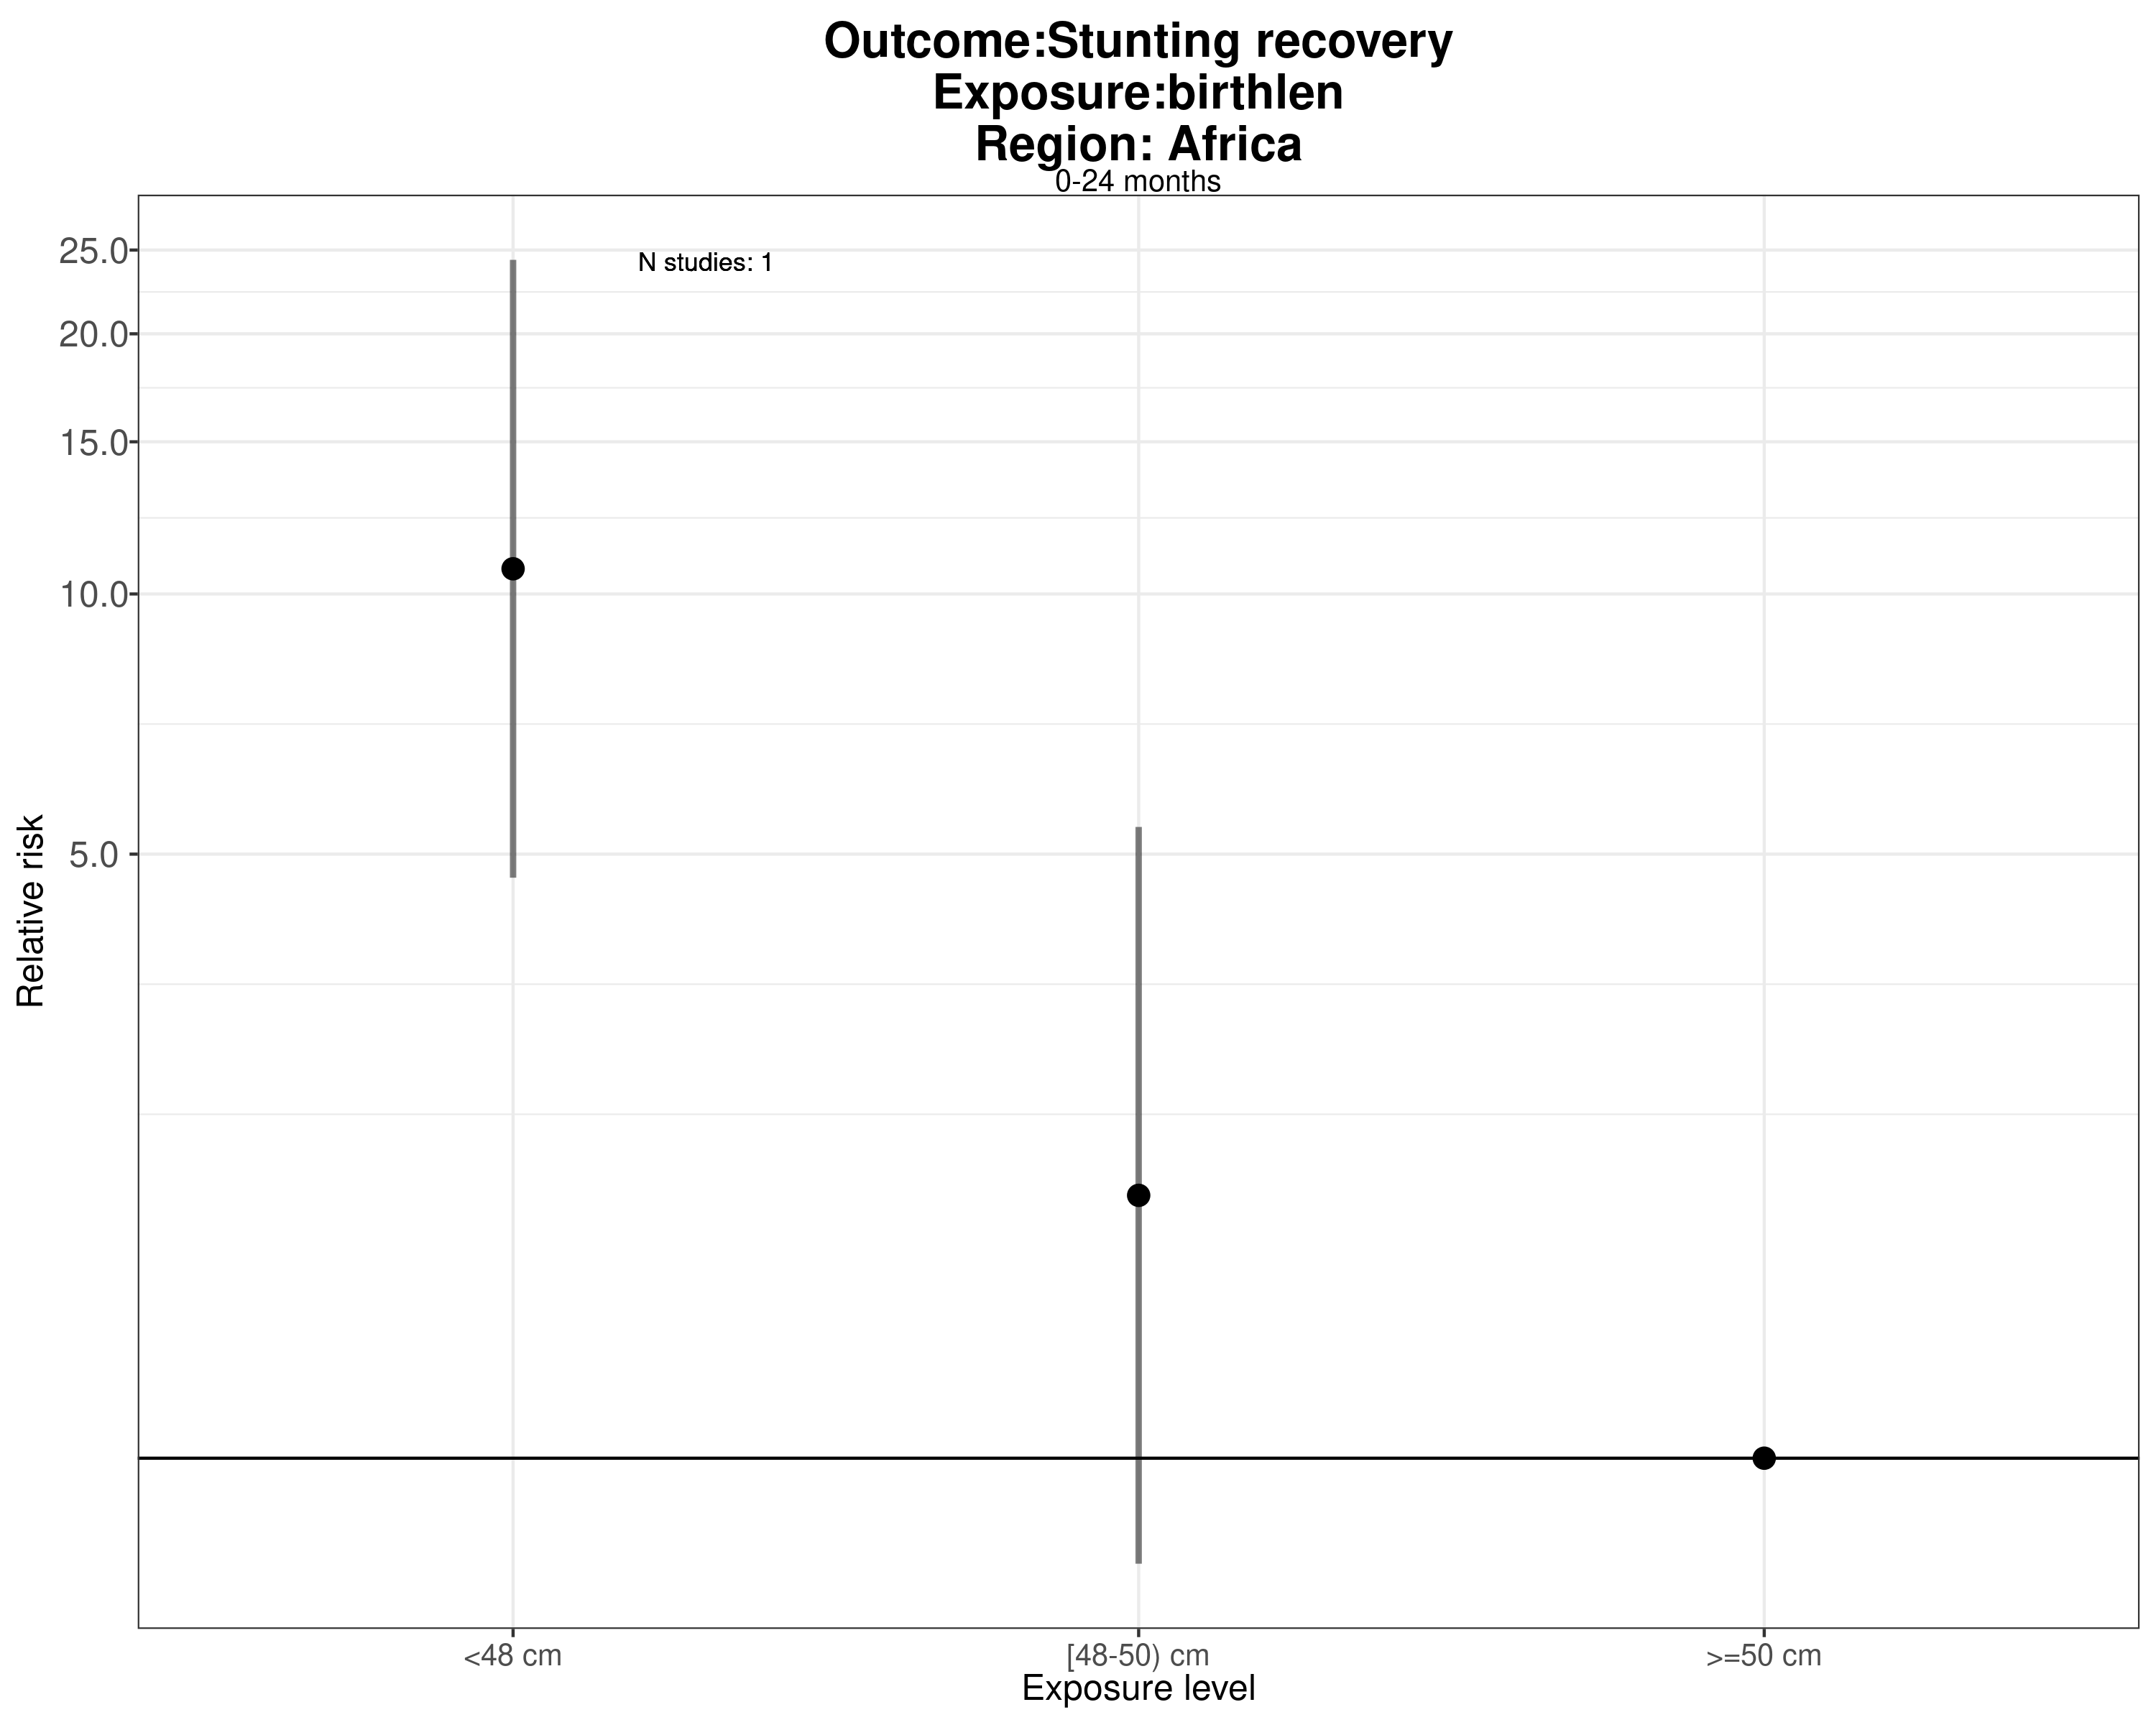 Outcome:Stunting recovery
Exposure:birthlen
Region: Africa
0-24 months
25.0
N studies: 1
20.0
15.0
10.0
5.0
Relative risk
<48 cm
[48-50) cm
>=50 cm
Exposure level